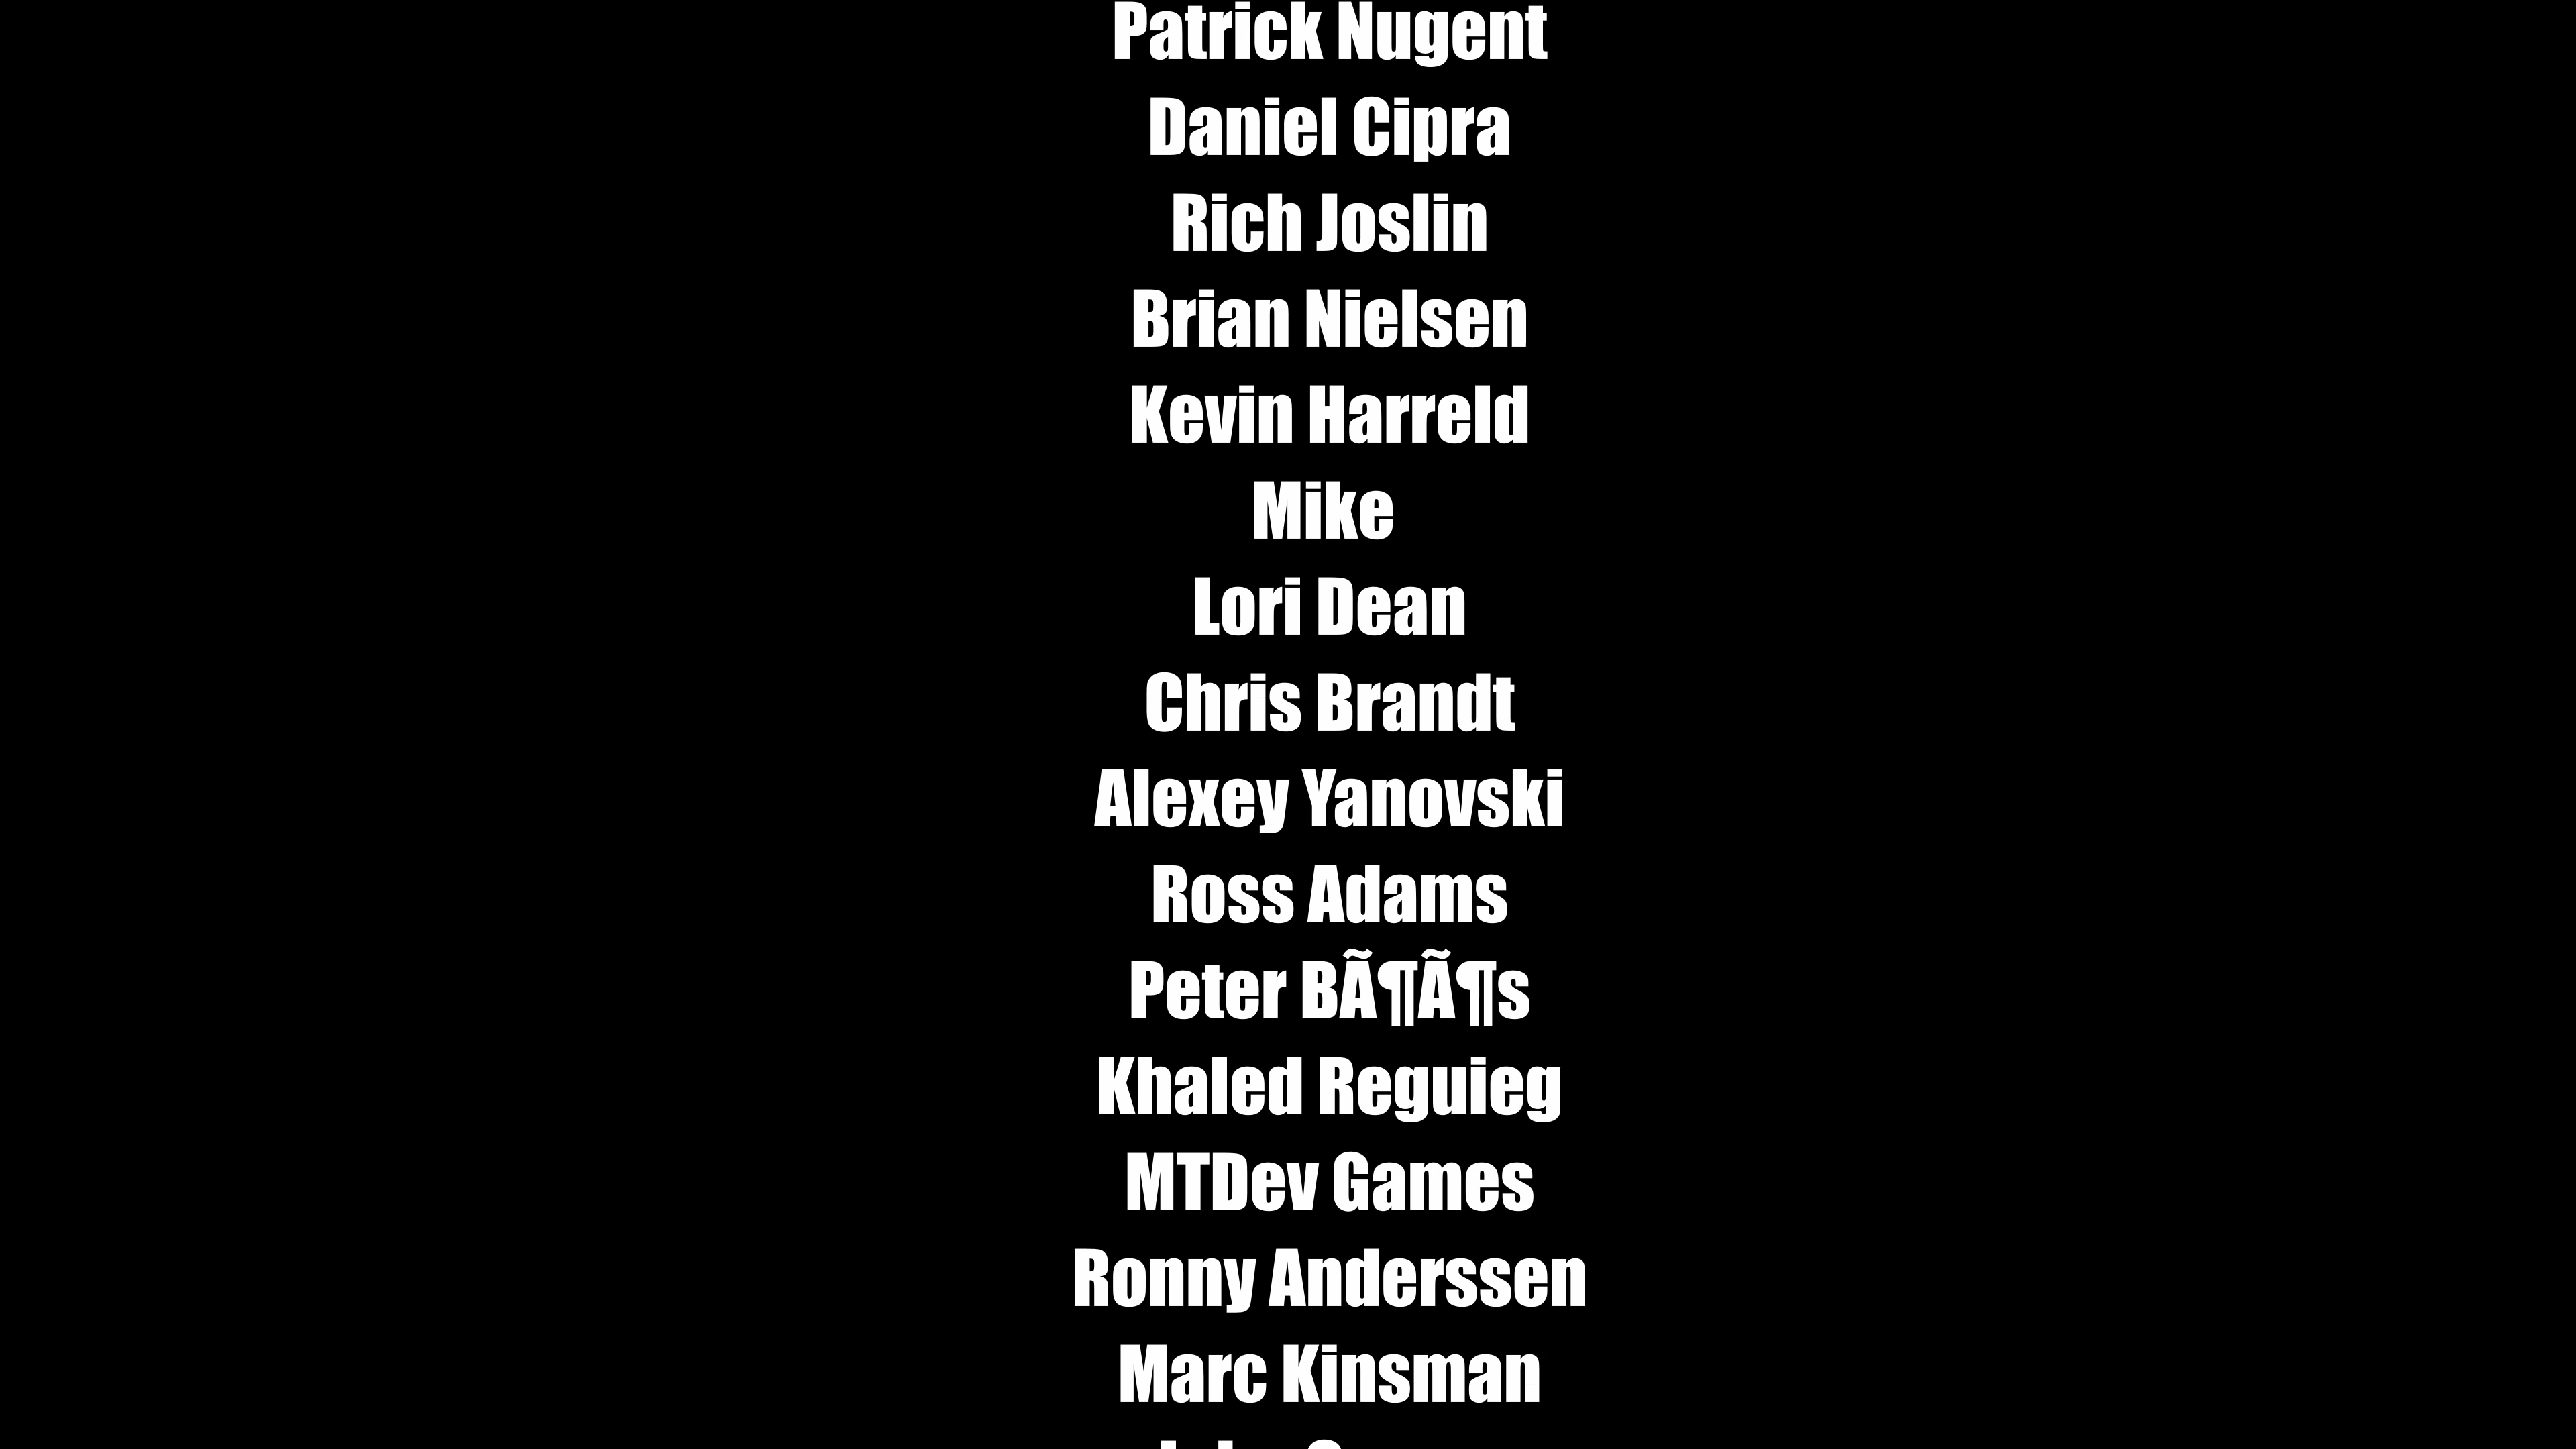 Patrick Nugent
Daniel Cipra
Rich Joslin
Brian Nielsen
Kevin Harreld
Mike
Lori Dean
Chris Brandt
Alexey Yanovski
Ross Adams
Peter BÃ¶Ã¶s
Khaled Reguieg
MTDev Games
Ronny Anderssen
Marc Kinsman